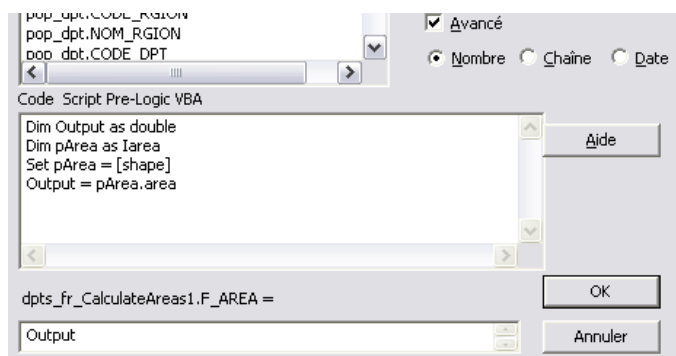 pop_dpt.CODE_RGION
pop_dpt.NOM_RGION
pop_dpt.CODE_DPT
Avancé
Nombre Chaîne Date
Code Script Pre-Logic VBA
Dim Output as double
Dim pArea as Iarea
Set pArea = [shape]
Output = pArea.area
Aide
dpts_fr_CalculateAreas1.F_AREA =
OK
Output
Annuler